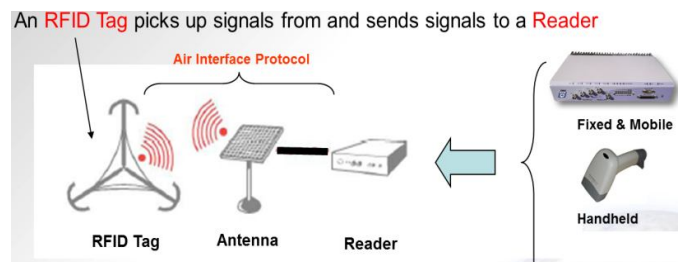 An RFID Tag picks up signals from and sends signals to a Reader
Air Interface Protocol
Fixed & Mobile
Handheld
RFID Tag
Antenna
Reader